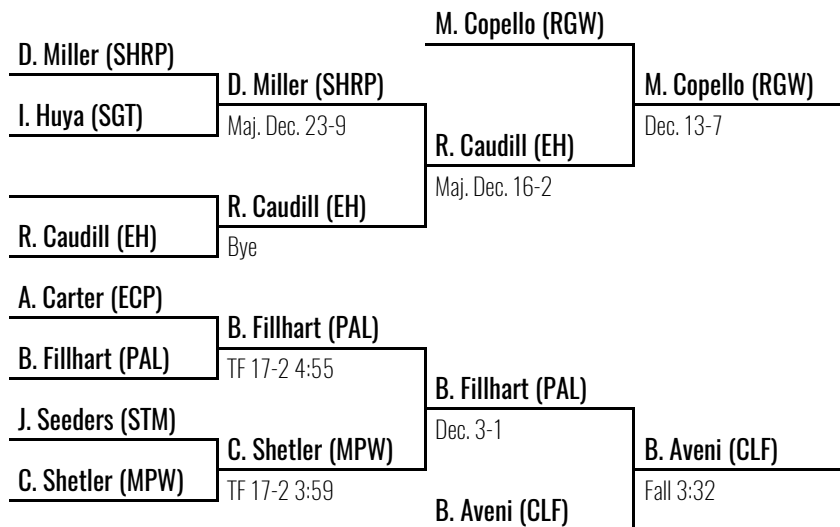 M. Copello (RGW)
D. Miller (SHRP)
D. Miller (SHRP)
M. Copello (RGW)
I. Huya (SGT)
Maj. Dec. 23-9
Dec. 13-7
R. Caudill (EH)
Maj. Dec. 16-2
R. Caudill (EH)
R. Caudill (EH)
Bye
A. Carter (ECP)
B. Fillhart (PAL)
B. Fillhart (PAL)
TF 17-2 4:55
B. Fillhart (PAL)
J. Seeders (STM)
Dec. 3-1
C. Shetler (MPW)
B. Aveni (CLF)
C. Shetler (MPW)
TF 17-2 3:59
Fall 3:32
B. Aveni (CLF)